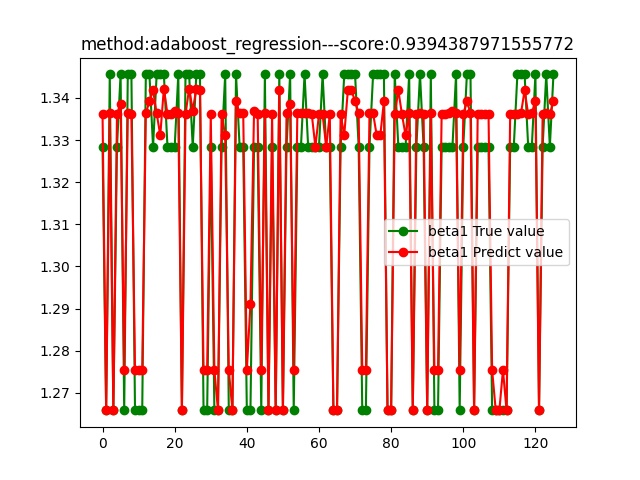 method:adaboost_regression---score:0.9394387971555772
1.34
1.33
1.32
1.31
1.30
1.29
1.28
1.27
beta1 True value
beta1 Predict value
0 20 40 60 80 100 120